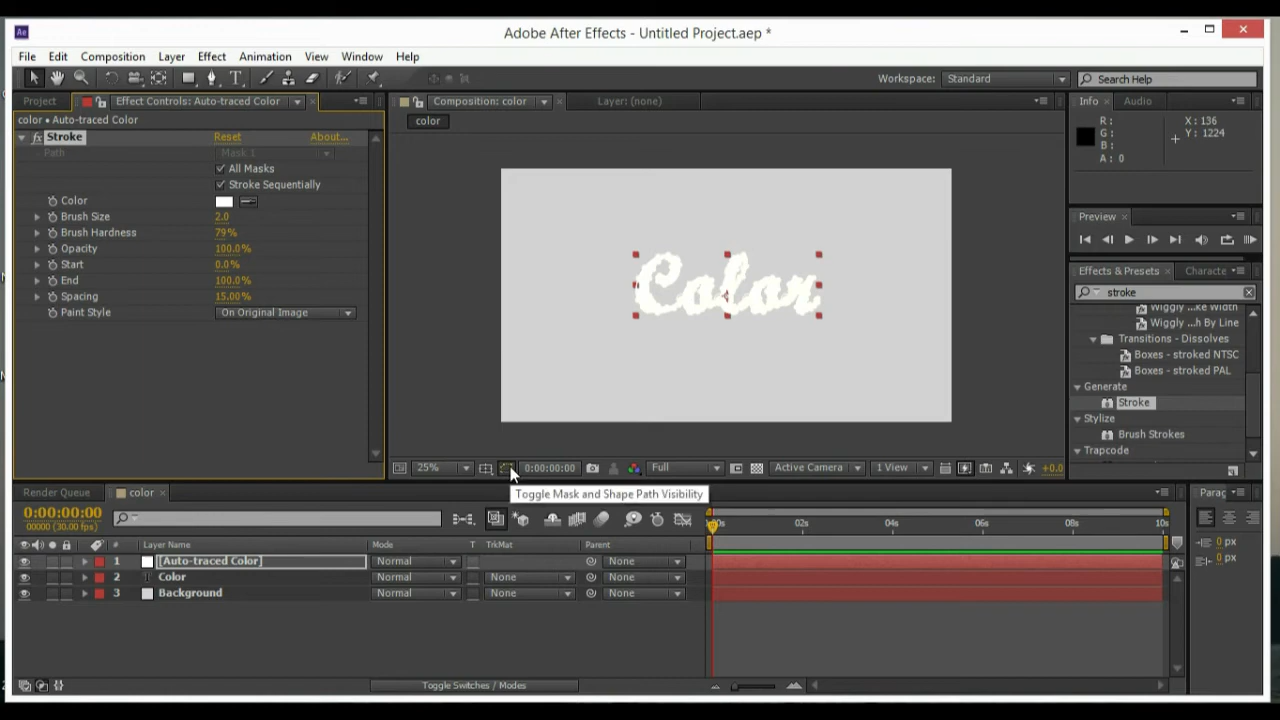 Ae
Adobe After Effects - Untitled Project.aep *
File Edit Composition Layer Effect Animation View Window Help
Workspace: Standard
Search Help
Project Effect Controls: Auto-traced Color
Composition: color
Layer: (none)
Info Audio
color • Auto-traced Color
color
fx Stroke Reset About...
Path Mask 1
All Masks
Stroke Sequentially
Color
Brush Size 2.0
Brush Hardness 79%
Opacity 100.0%
Start 0.0%
End 100.0%
Spacing 15.00%
Paint Style On Original Image
Color
R:
G:
B:
A: 0
X: 136
Y: 1224
Preview
Effects & Presets Characte
stroke
Wiggly ...ke Width
Wiggly ...h By Line
Transitions - Dissolves
Boxes - stroked NTSC
Boxes - stroked PAL
Generate
Stroke
Stylize
Brush Strokes
Trapcode
25% 0:00:00:00 Full Active Camera 1 View +0.0
Toggle Mask and Shape Path Visibility
Render Queue color
Parag
0:00:00:00
00000 (30.00 fps)
02s 04s 06s 08s 10s
# Layer Name Mode T TrkMat Parent
1 [Auto-traced Color] Normal None
2 T Color Normal None None
3 Background Normal None None
0 px
0 px
Toggle Switches / Modes